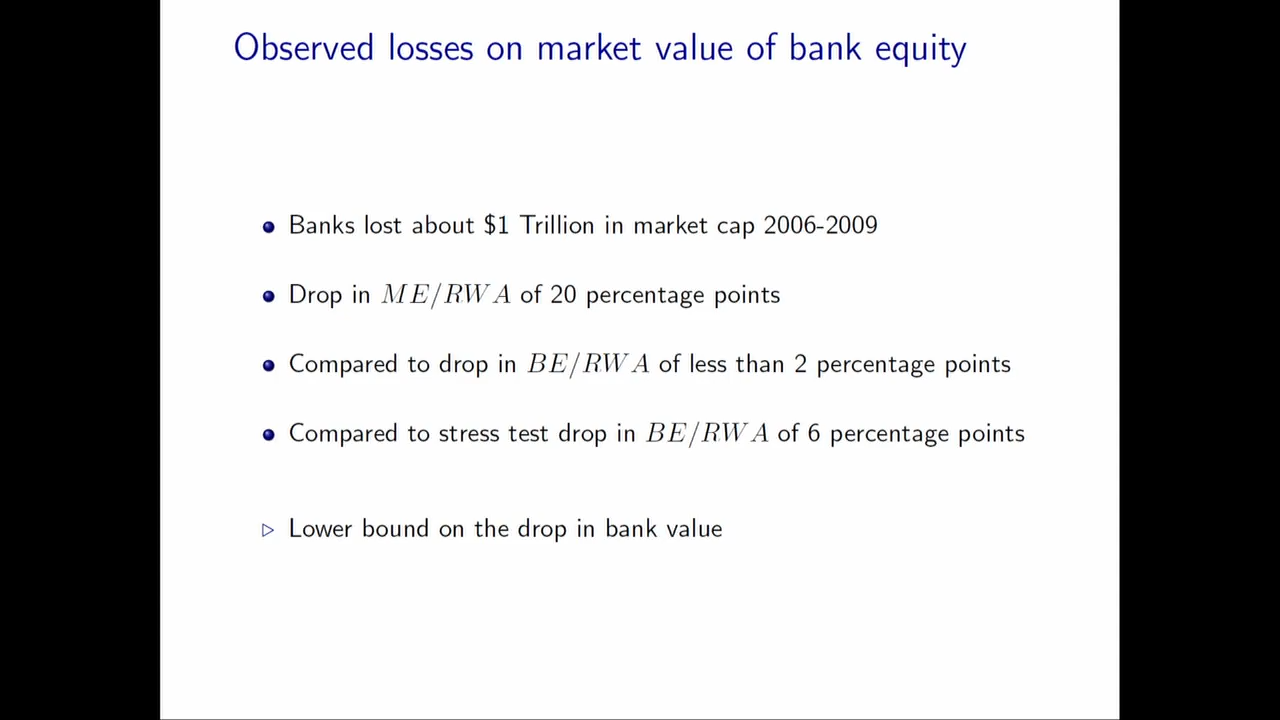 Observed losses on market value of bank equity
Banks lost about $1 Trillion in market cap 2006-2009
Drop in ME/RWA of 20 percentage points
Compared to drop in BE/RWA of less than 2 percentage points
Compared to stress test drop in BE/RWA of 6 percentage points
Lower bound on the drop in bank value